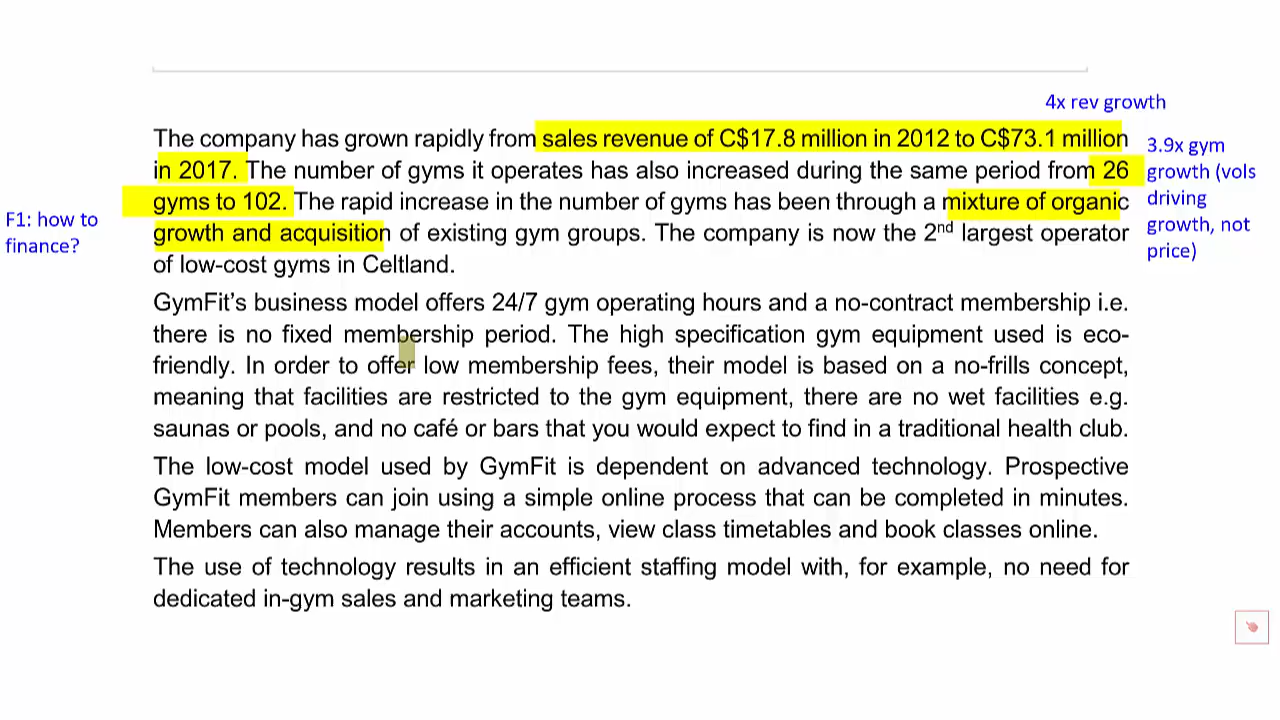 4x rev growth
The company has grown rapidly from sales revenue of C$17.8 million in 2012 to C$73.1 million
in 2017. The number of gyms it operates has also increased during the same period from 26
gyms to 102. The rapid increase in the number of gyms has been through a mixture of organic
growth and acquisition of existing gym groups. The company is now the 2nd largest operator
of low-cost gyms in Celtland.
3.9x gym
growth (vols
driving
growth, not
price)
F1: how to
finance?
GymFit's business model offers 24/7 gym operating hours and a no-contract membership i.e.
there is no fixed membership period. The high specification gym equipment used is eco-
friendly. In order to offer low membership fees, their model is based on a no-frills concept,
meaning that facilities are restricted to the gym equipment, there are no wet facilities e.g.
saunas or pools, and no café or bars that you would expect to find in a traditional health club.
The low-cost model used by GymFit is dependent on advanced technology. Prospective
GymFit members can join using a simple online process that can be completed in minutes.
Members can also manage their accounts, view class timetables and book classes online.
The use of technology results in an efficient staffing model with, for example, no need for
dedicated in-gym sales and marketing teams.